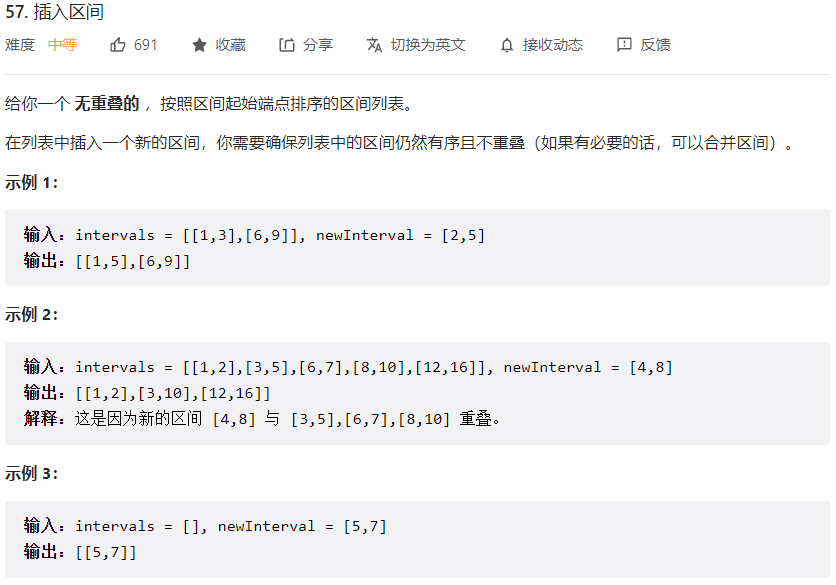 57. 插入区间
难度 中等 691 收藏 分享 切换为英文 接收动态 反馈
给你一个 无重叠的 ，按照区间起始端点排序的区间列表。
在列表中插入一个新的区间，你需要确保列表中的区间仍然有序且不重叠（如果有必要的话，可以合并区间）。
示例 1：
输入：intervals = [[1,3],[6,9]], newInterval = [2,5]
输出：[[1,5],[6,9]]
示例 2：
输入：intervals = [[1,2],[3,5],[6,7],[8,10],[12,16]], newInterval = [4,8]
输出：[[1,2],[3,10],[12,16]]
解释：这是因为新的区间 [4,8] 与 [3,5],[6,7],[8,10] 重叠。
示例 3：
输入：intervals = [], newInterval = [5,7]
输出：[[5,7]]